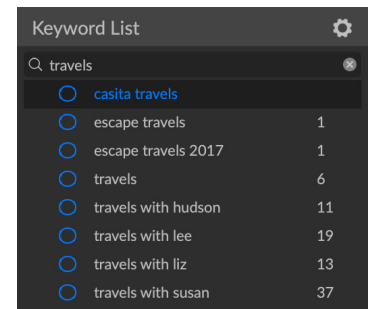 Keyword List
travels
casita travels
escape travels 1
escape travels 2017 1
travels 6
travels with hudson 11
travels with lee 19
travels with liz 13
travels with susan 37